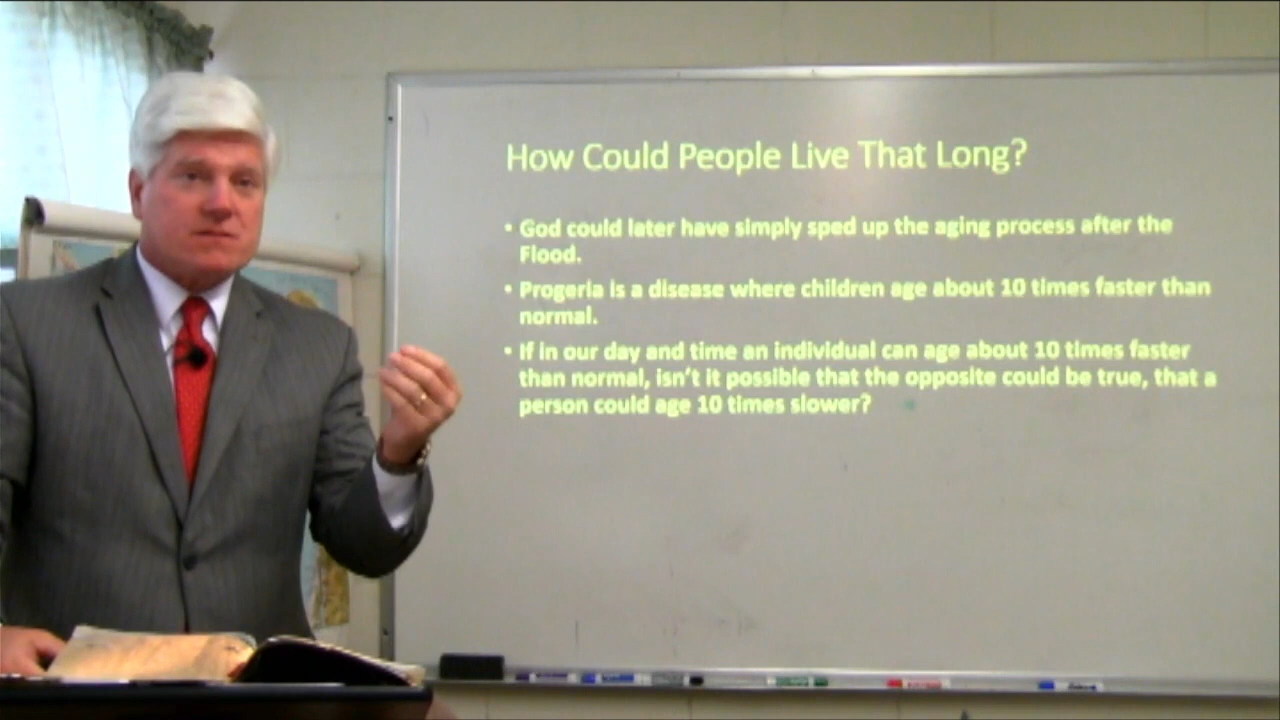 How Could People Live That Long?
• God could later have simply sped up the aging process after the
Flood.
• Progeria is a disease where children age about 10 times faster than
normal.
• If in our day and time an individual can age about 10 times faster
than normal, isn't it possible that the opposite could be true, that a
person could age 10 times slower?